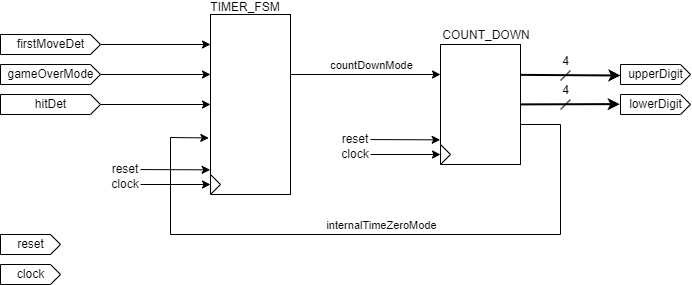 TIMER_FSM
COUNT_DOWN
firstMoveDet
gameOverMode
hitDet
countDownMode
4
upperDigit
4
lowerDigit
reset
clock
reset
clock
internalTimeZeroMode
reset
clock